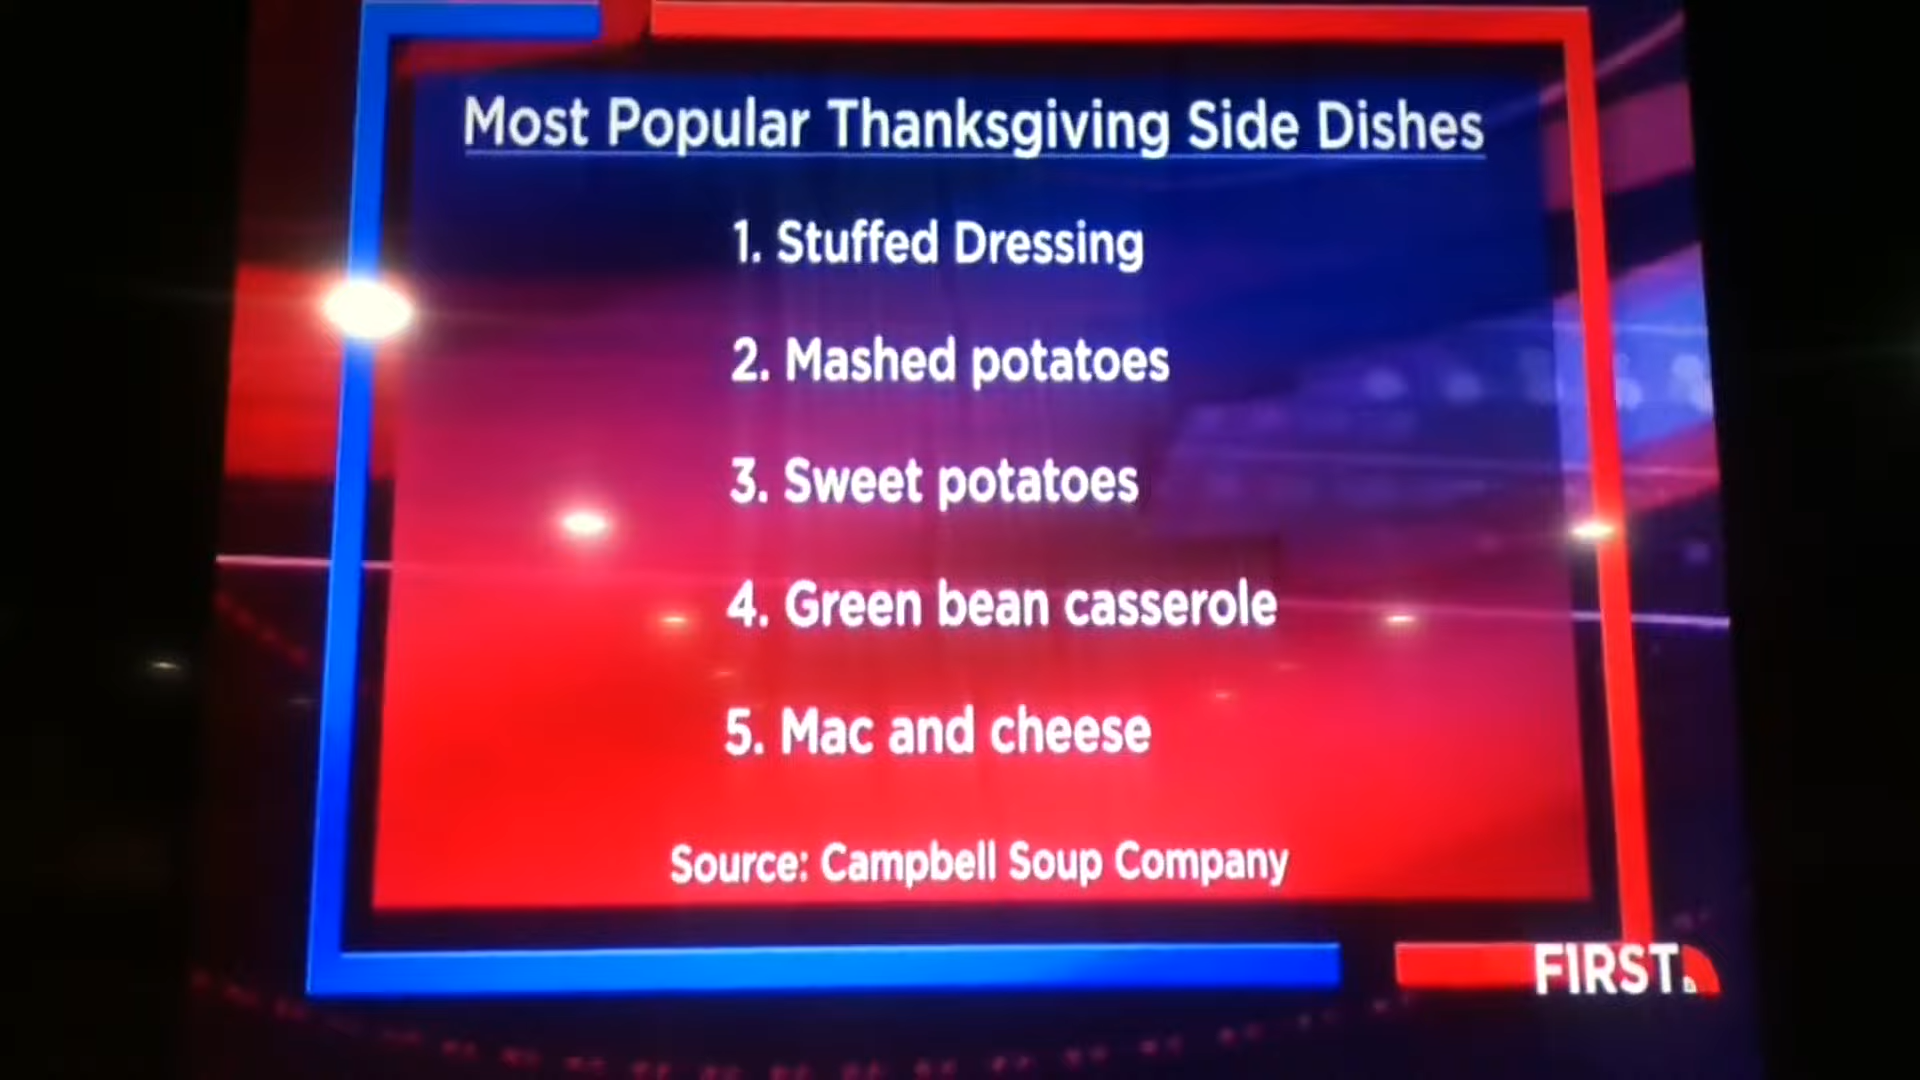 Most Popular Thanksgiving Side Dishes
1. Stuffed Dressing
2. Mashed potatoes
3. Sweet potatoes
4. Green bean casserole
5. Mac and cheese
Source: Campbell Soup Company
FIRST